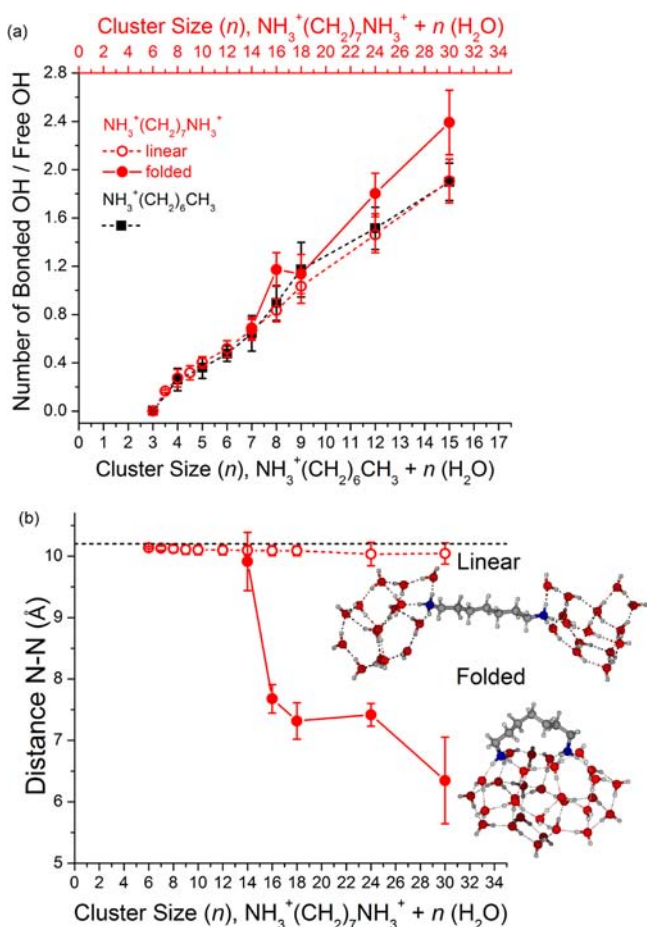 (a)
Cluster Size (n), NH₃⁺(CH₂)₇NH₃⁺ + n (H₂O)
0 2 4 6 8 10 12 14 16 18 20 22 24 26 28 30 32 34
2.8
2.4
2.0
1.6
1.2
0.8
0.4
0.0
Number of Bonded OH / Free OH
NH₃⁺(CH₂)₇NH₃⁺
linear
folded
NH₃⁺(CH₂)₆CH₃
0 1 2 3 4 5 6 7 8 9 10 11 12 13 14 15 16 17
Cluster Size (n), NH₃⁺(CH₂)₆CH₃ + n (H₂O)
(b)
11
10
9
8
7
6
5
Distance N-N (Å)
Linear
Folded
0 2 4 6 8 10 12 14 16 18 20 22 24 26 28 30 32 34
Cluster Size (n), NH₃⁺(CH₂)₇NH₃⁺ + n (H₂O)